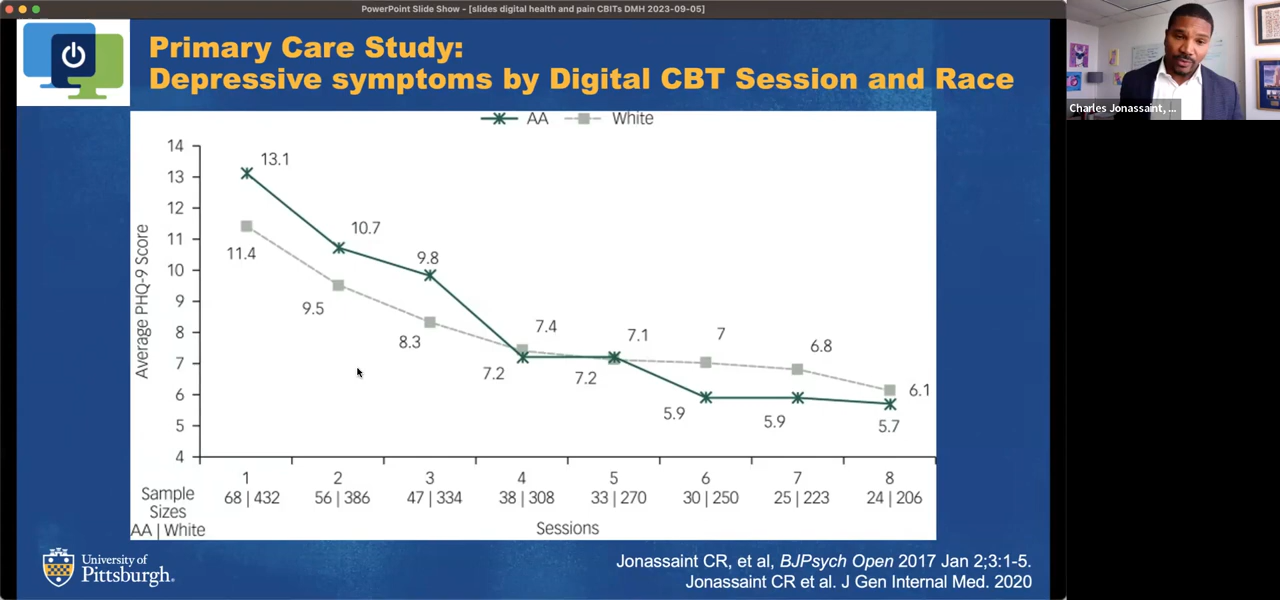 PowerPoint Slide Show - [slides digital health and pain CBITs DMH 2023-09-05]
Primary Care Study:
Depressive symptoms by Digital CBT Session and Race
Charles Jonassaint, ...
AA White
14
13
12
11
10
9
8
7
6
5
4
Average PHQ-9 Score
13.1
10.7
9.8
7.2
7.2
5.9
5.9
5.7
11.4
9.5
8.3
7.4
7.1
7
6.8
6.1
1 2 3 4 5 6 7 8
Sample
Sizes
AA | White
68 | 432 56 | 386 47 | 334 38 | 308 33 | 270 30 | 250 25 | 223 24 | 206
Sessions
University of
Pittsburgh®
Jonassaint CR, et al, BJPsych Open 2017 Jan 2;3:1-5.
Jonassaint CR et al. J Gen Internal Med. 2020